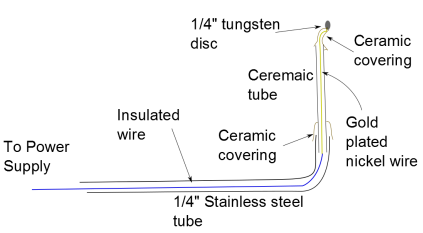 1/4" tungsten
disc
Ceramic
covering
Ceremaic
tube
Insulated
wire
Ceramic
covering
Gold
plated
nickel wire
To Power
Supply
1/4" Stainless steel
tube